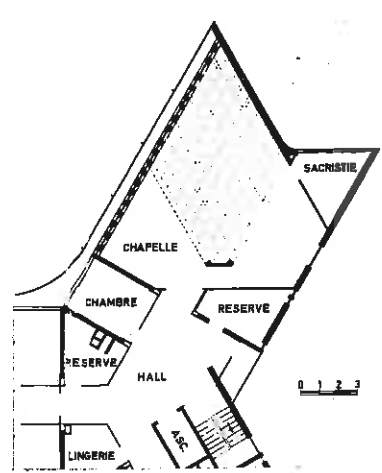 SACRISTIE
CHAPELLE
CHAMBRE
RESERVE
RESERVE
HALL
0 1 2 3
ASC.
LINGERIE